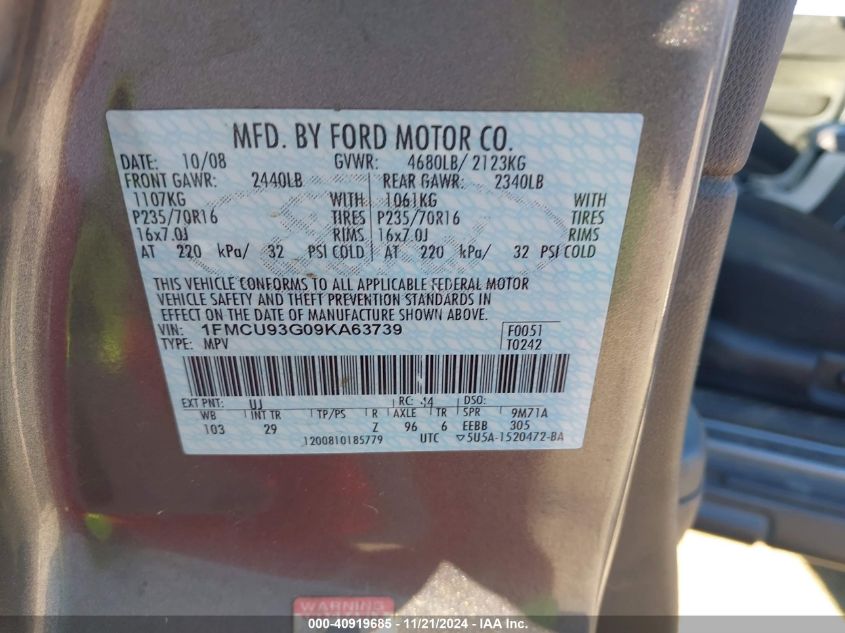 MFD. BY FORD MOTOR CO.
DATE: 10/08 GVWR: 4680LB/ 2123KG
FRONT GAWR: 2440LB REAR GAWR: 2340LB
1107KG WITH 1061KG WITH
P235/70R16 TIRES P235/70R16 TIRES
16x7.0J RIMS 16x7.0J RIMS
AT 220 kPa/ 32 PSI COLD AT 220 kPa/ 32 PSI COLD
THIS VEHICLE CONFORMS TO ALL APPLICABLE FEDERAL MOTOR
VEHICLE SAFETY AND THEFT PREVENTION STANDARDS IN
EFFECT ON THE DATE OF MANUFACTURE SHOWN ABOVE.
VIN: 1FMCU93G09KA63739 F0051
TYPE: MPV T0242
EXT PNT: UJ RC: 14 DSO:
WB INT TR TP/PS R AXLE TR SPR 9M71A
103 29 Z 96 6 EEBB 305
1200810185779 UTC ▽5U5A-1520472-BA
WARNING
000-40919685 - 11/21/2024 - IAA Inc.